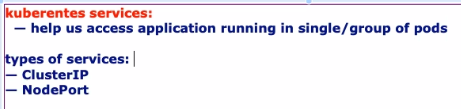 kuberentes services:
— help us access application running in single/group of pods
types of services:
— ClusterIP
— NodePort